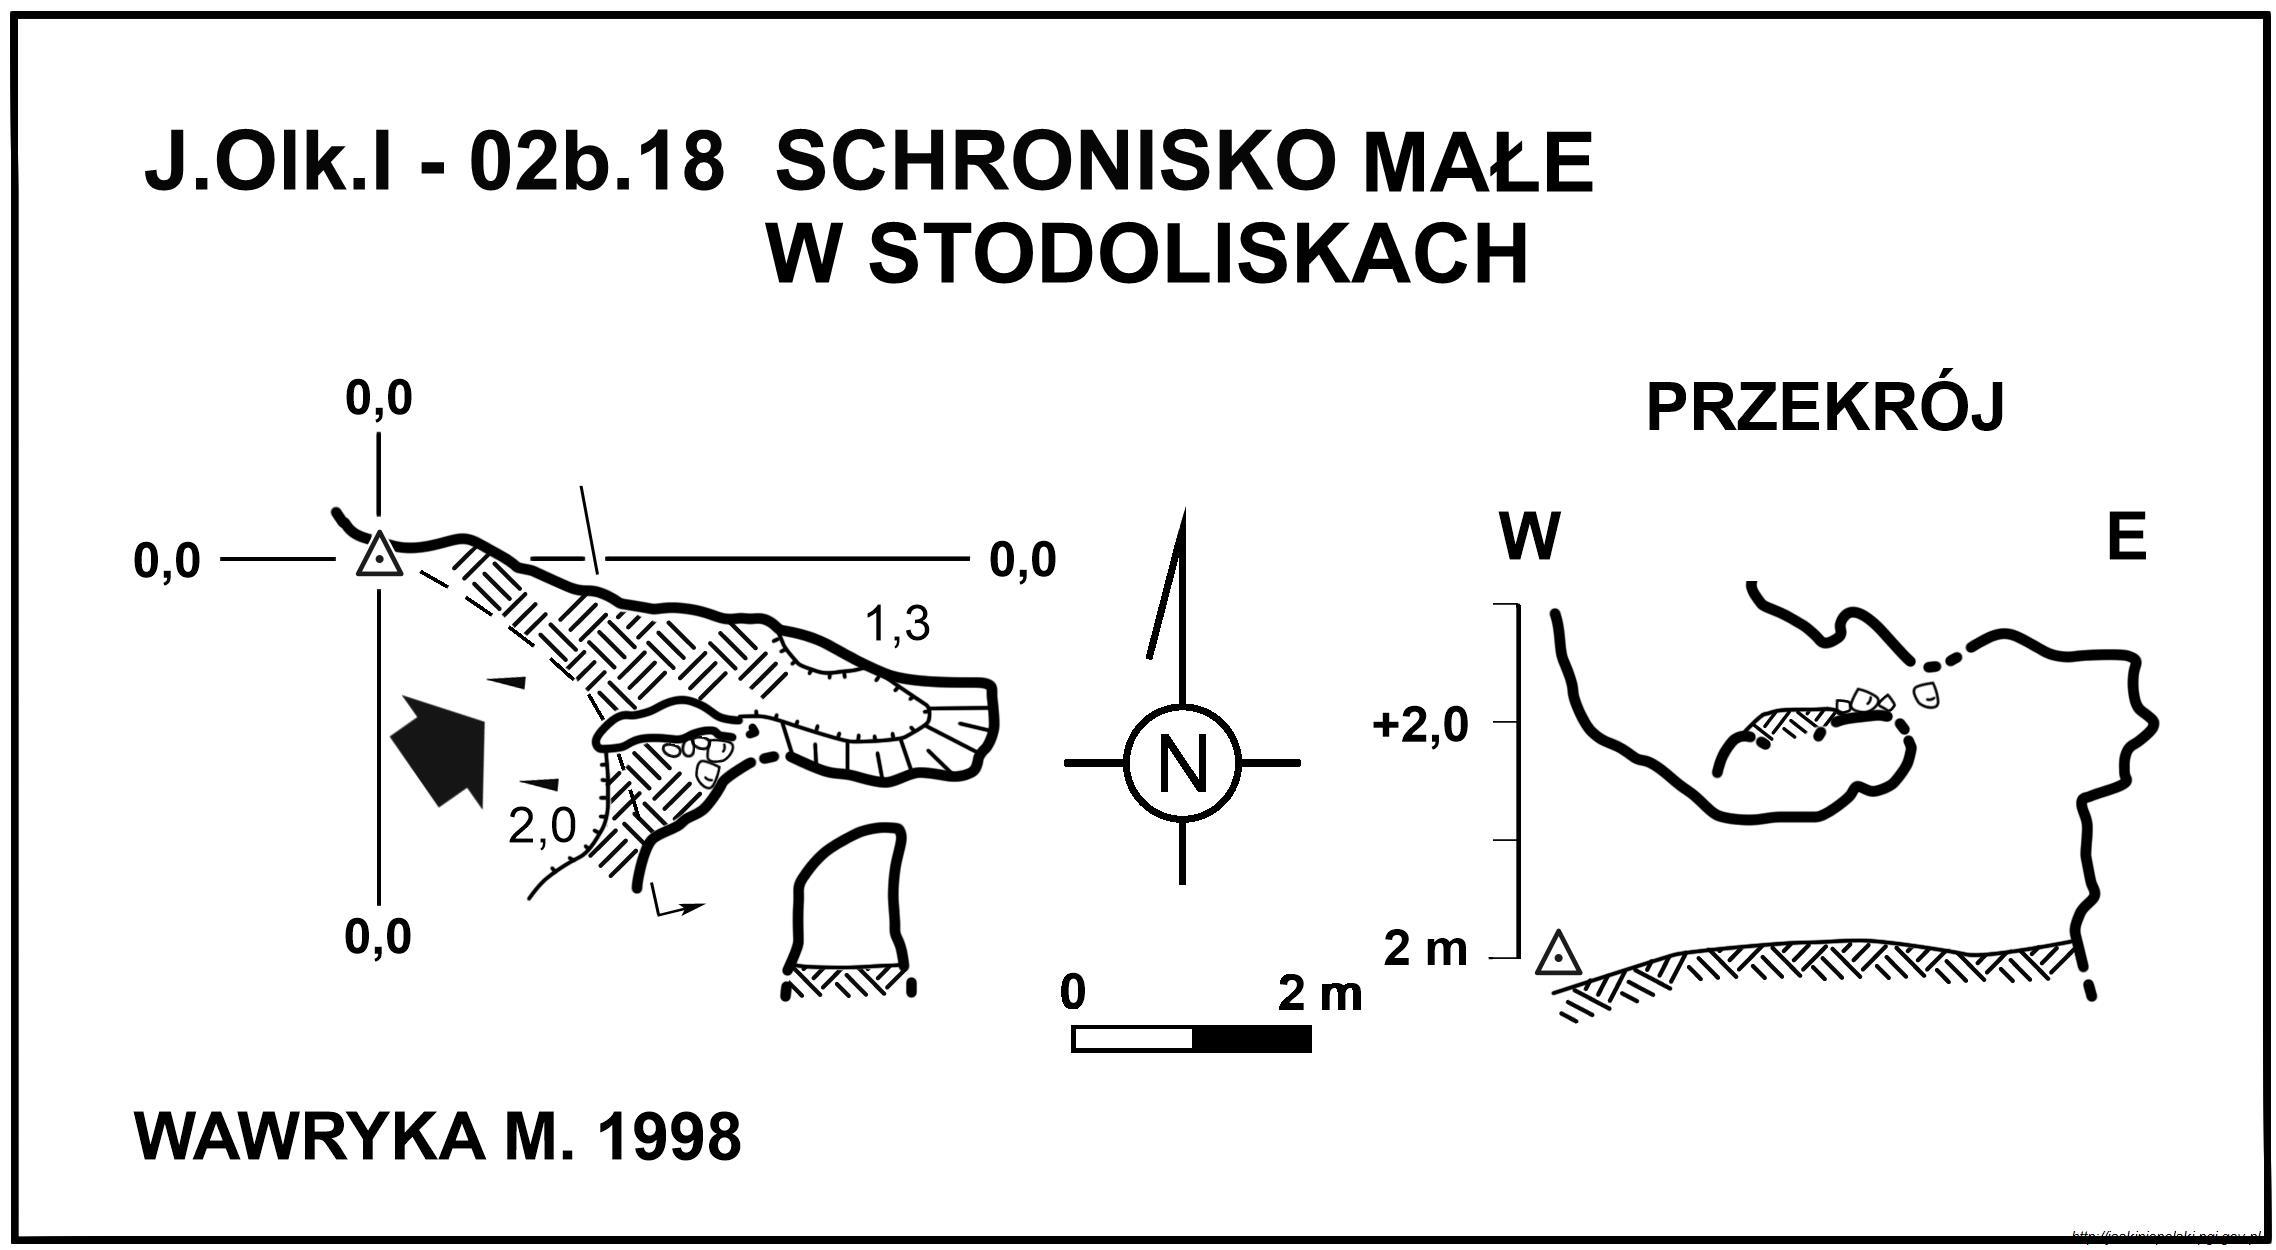 J.Olk.I - 02b.18 SCHRONISKO MAŁE
W STODOLISKACH
0,0
PRZEKRÓJ
W
E
0,0
0,0
1,3
N
+2,0
2,0
0,0
2 m
0
2 m
WAWRYKA M. 1998
http://jaskiniepolski.pgi.gov.pl